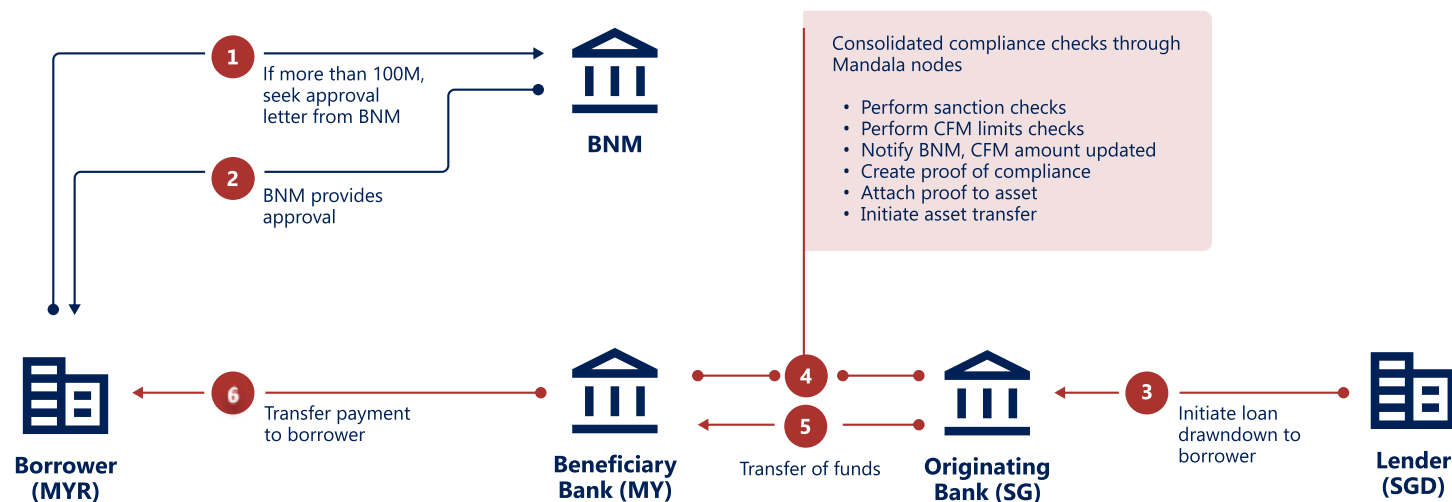 1
If more than 100M,
seek approval
letter from BNM
BNM
2
BNM provides
approval
Consolidated compliance checks through
Mandala nodes
• Perform sanction checks
• Perform CFM limits checks
• Notify BNM, CFM amount updated
• Create proof of compliance
• Attach proof to asset
• Initiate asset transfer
Borrower
(MYR)
6
Transfer payment
to borrower
Beneficiary
Bank (MY)
4
5
Transfer of funds
Originating
Bank (SG)
3
Initiate loan
drawndown to
borrower
Lender
(SGD)